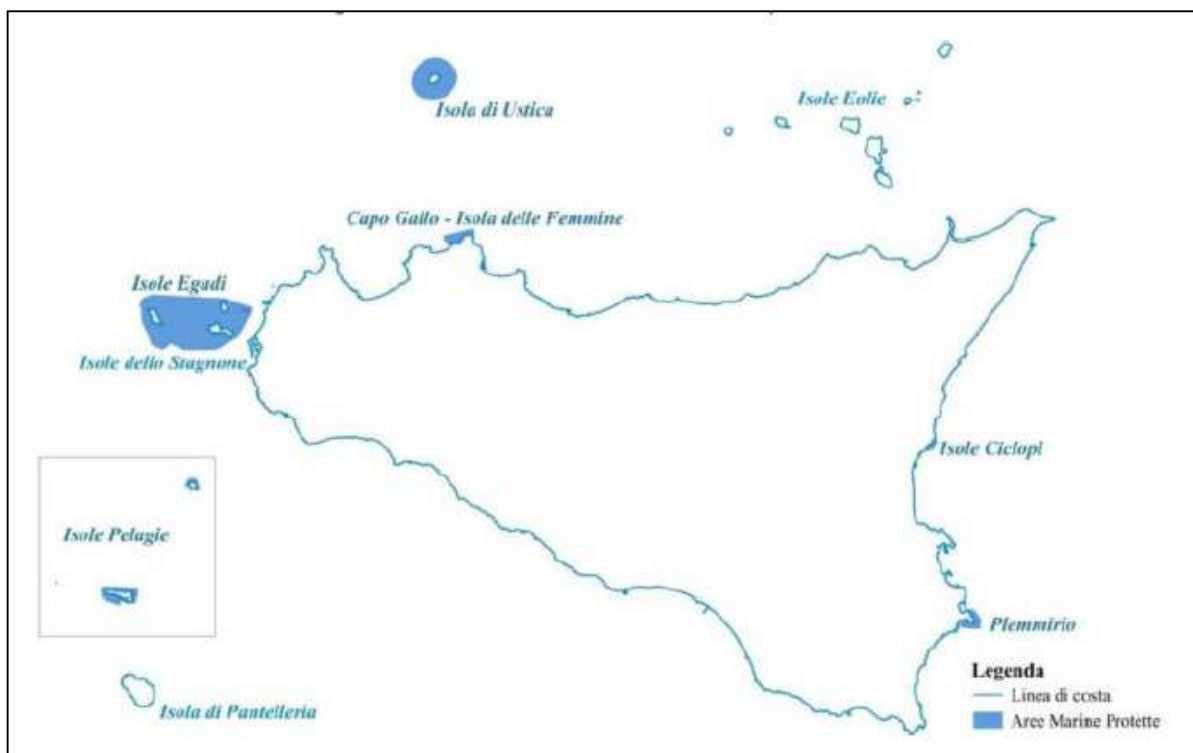 Isola di Ustica
Isole Eolie
Capo Gallo - Isola delle Femmine
Isole Egadi
Isole dello Stagnone
Isole Ciclopi
Isole Pelagie
Plemmirio
Isola di Pantelleria
Legenda
Linea di costa
Aree Marine Protette